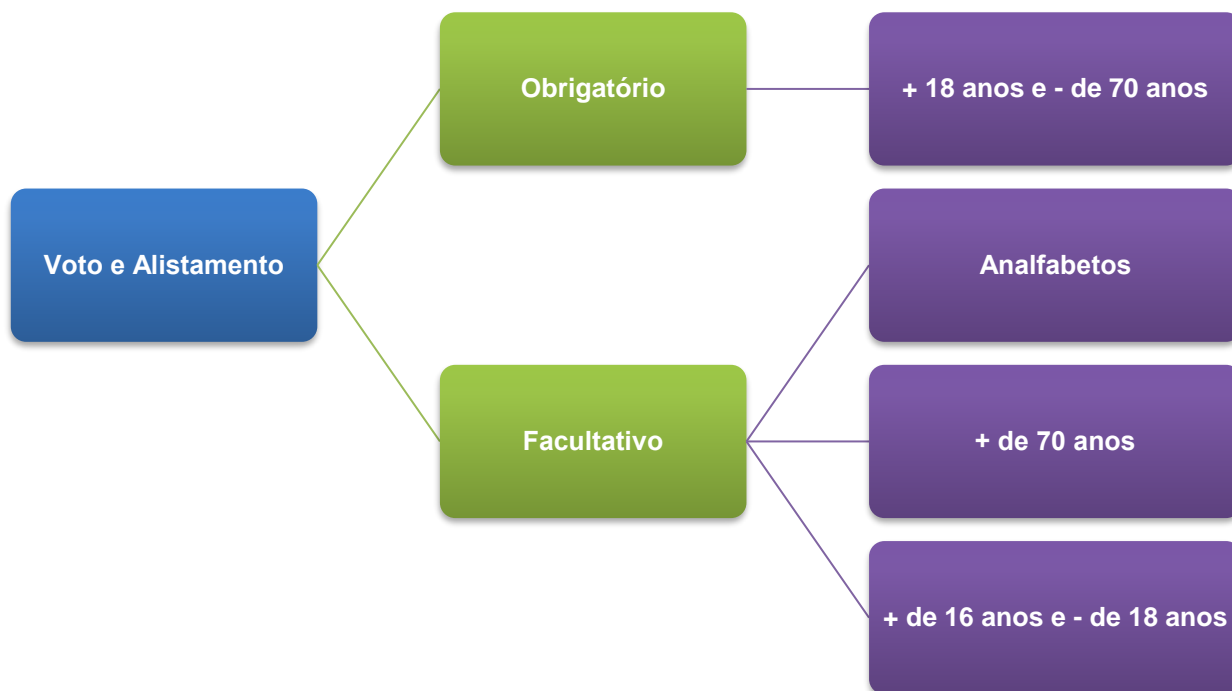 Obrigatório
+ 18 anos e - de 70 anos
Voto e Alistamento
Analfabetos
Facultativo
+ de 70 anos
+ de 16 anos e - de 18 anos